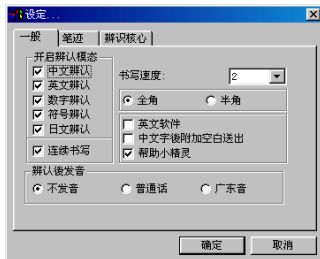 设定...
一般 笔迹 辨识核心
开启辨认模态
中文辨认
英文辨认
数字辨认
符号辨认
日文辨认
连续书写
书写速度: 2
全角 半角
英文软件
中文字後附加空白送出
帮助小精灵
辨认後发音
不发音 普通话 广东音
确定 取消